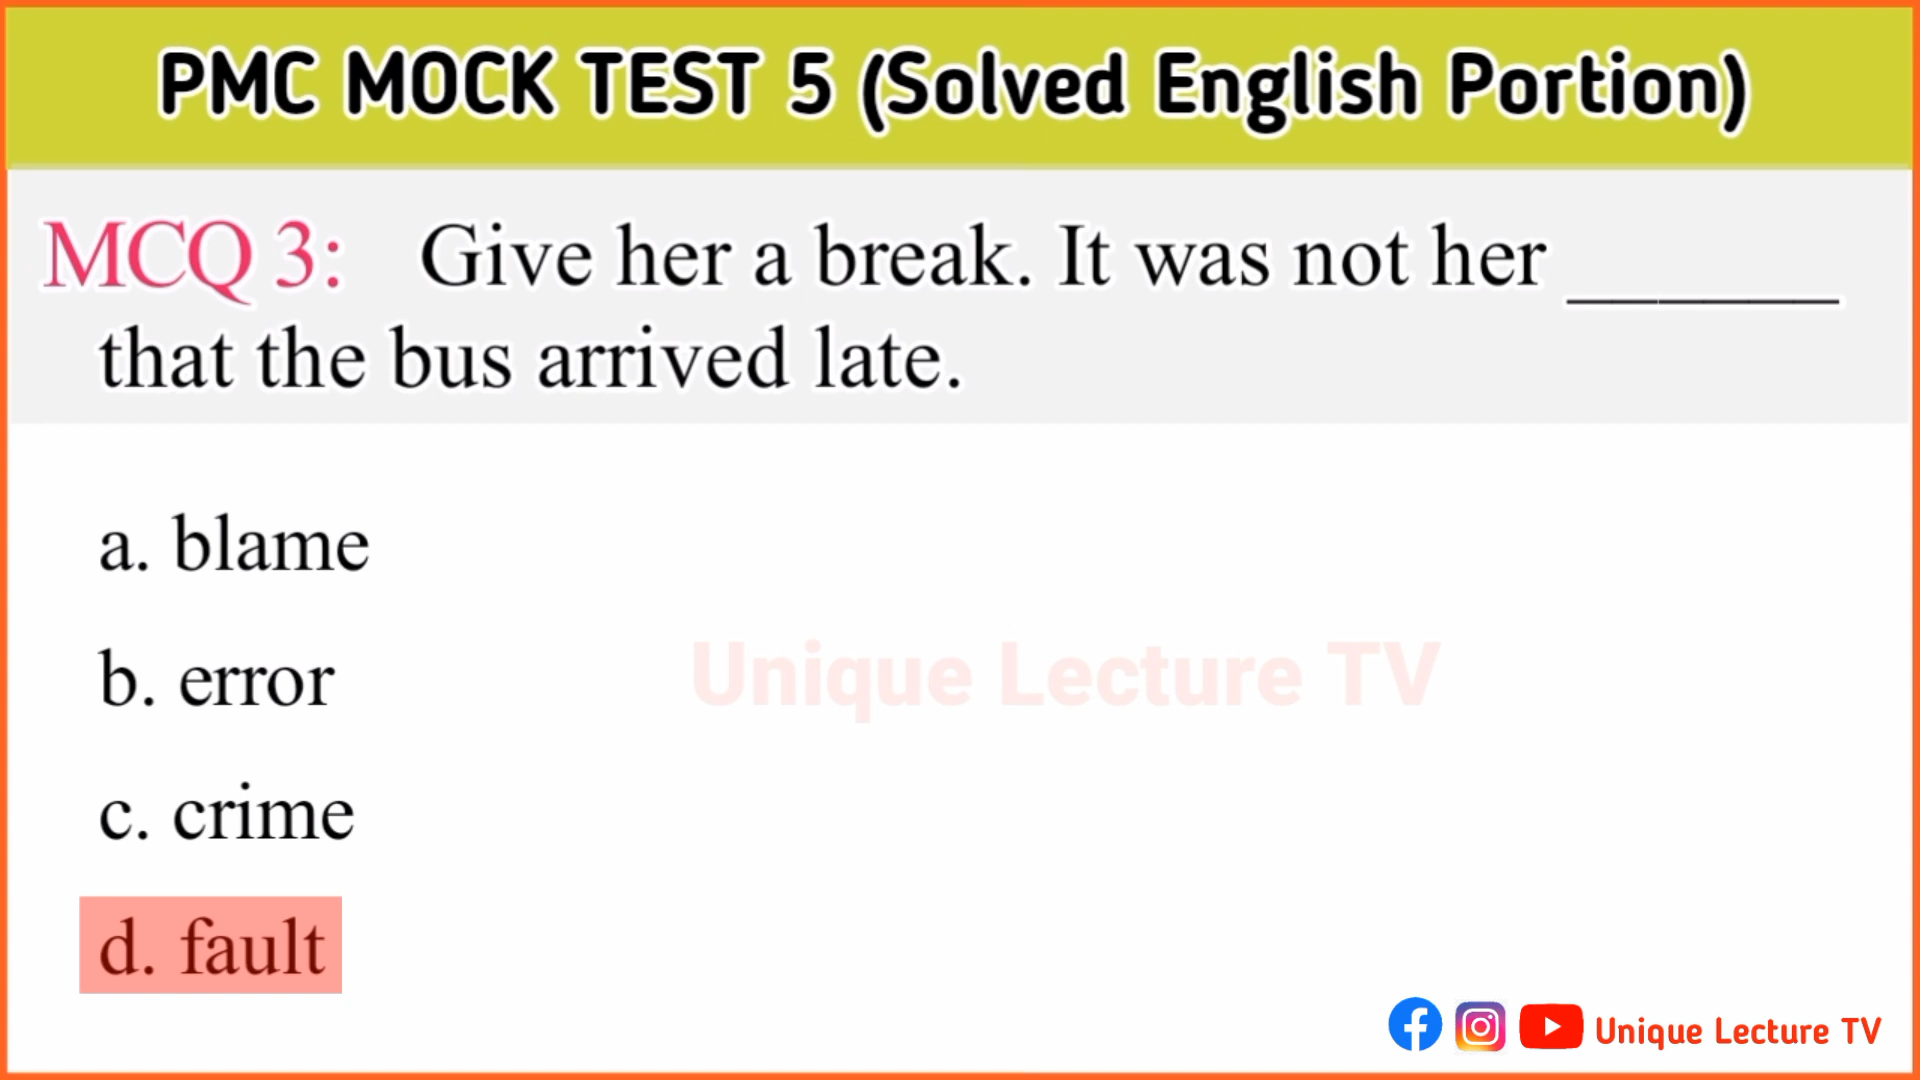 PMC MOCK TEST 5 (Solved English Portion)
MCQ 3: Give her a break. It was not her ______
that the bus arrived late.
a. blame
b. error
Unique Lecture TV
c. crime
d. fault
Unique Lecture TV